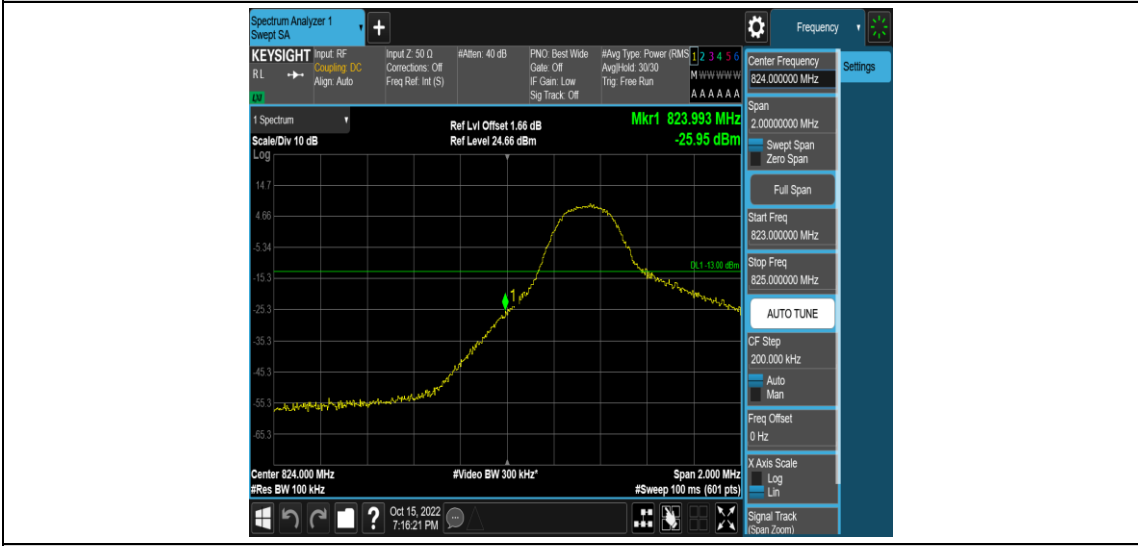 Spectrum Analyzer 1
Swept SA
+
Frequency
KEYSIGHT
RL
Input: RF
Coupling: DC
Align: Auto
Input Z: 50 Ω
Corrections: Off
Freq Ref: Int (S)
#Atten: 40 dB
PNO: Best Wide
Gate: Off
IF Gain: Low
Sig Track: Off
#Avg Type: Power (RMS
Avg|Hold: 30/30
Trig: Free Run
1 2 3 4 5 6
M W W W W W
A A A A A A
1 Spectrum
Scale/Div 10 dB
Log
Ref Lvl Offset 1.66 dB
Ref Level 24.66 dBm
Mkr1 823.993 MHz
-25.95 dBm
14.7
4.66
-5.34
-15.3
-25.3
-35.3
-45.3
-55.3
-65.3
DL1 -13.00 dBm
1
Center 824.000 MHz
#Res BW 100 kHz
#Video BW 300 kHz*
Span 2.000 MHz
#Sweep 100 ms (601 pts)
Oct 15, 2022
7:16:21 PM
?
Center Frequency
824.000000 MHz
Settings
Span
2.00000000 MHz
Swept Span
Zero Span
Full Span
Start Freq
823.000000 MHz
Stop Freq
825.000000 MHz
AUTO TUNE
CF Step
200.000 kHz
Auto
Man
Freq Offset
0 Hz
X Axis Scale
Log
Lin
Signal Track
(Span Zoom)